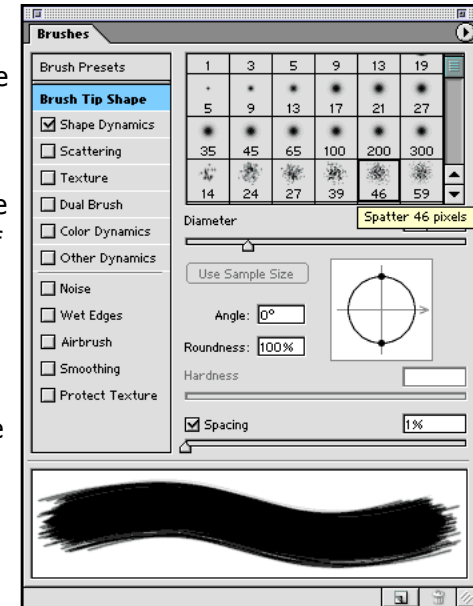 Brushes
Brush Presets
Brush Tip Shape
Shape Dynamics
Scattering
Texture
Dual Brush
Color Dynamics
Other Dynamics
Noise
Wet Edges
Airbrush
Smoothing
Protect Texture
1 3 5 9 13 19
5 9 13 17 21 27
35 45 65 100 200 300
14 24 27 39 46 59
Spatter 46 pixels
Diameter
Use Sample Size
Angle: 0°
Roundness: 100%
Hardness
Spacing 1%